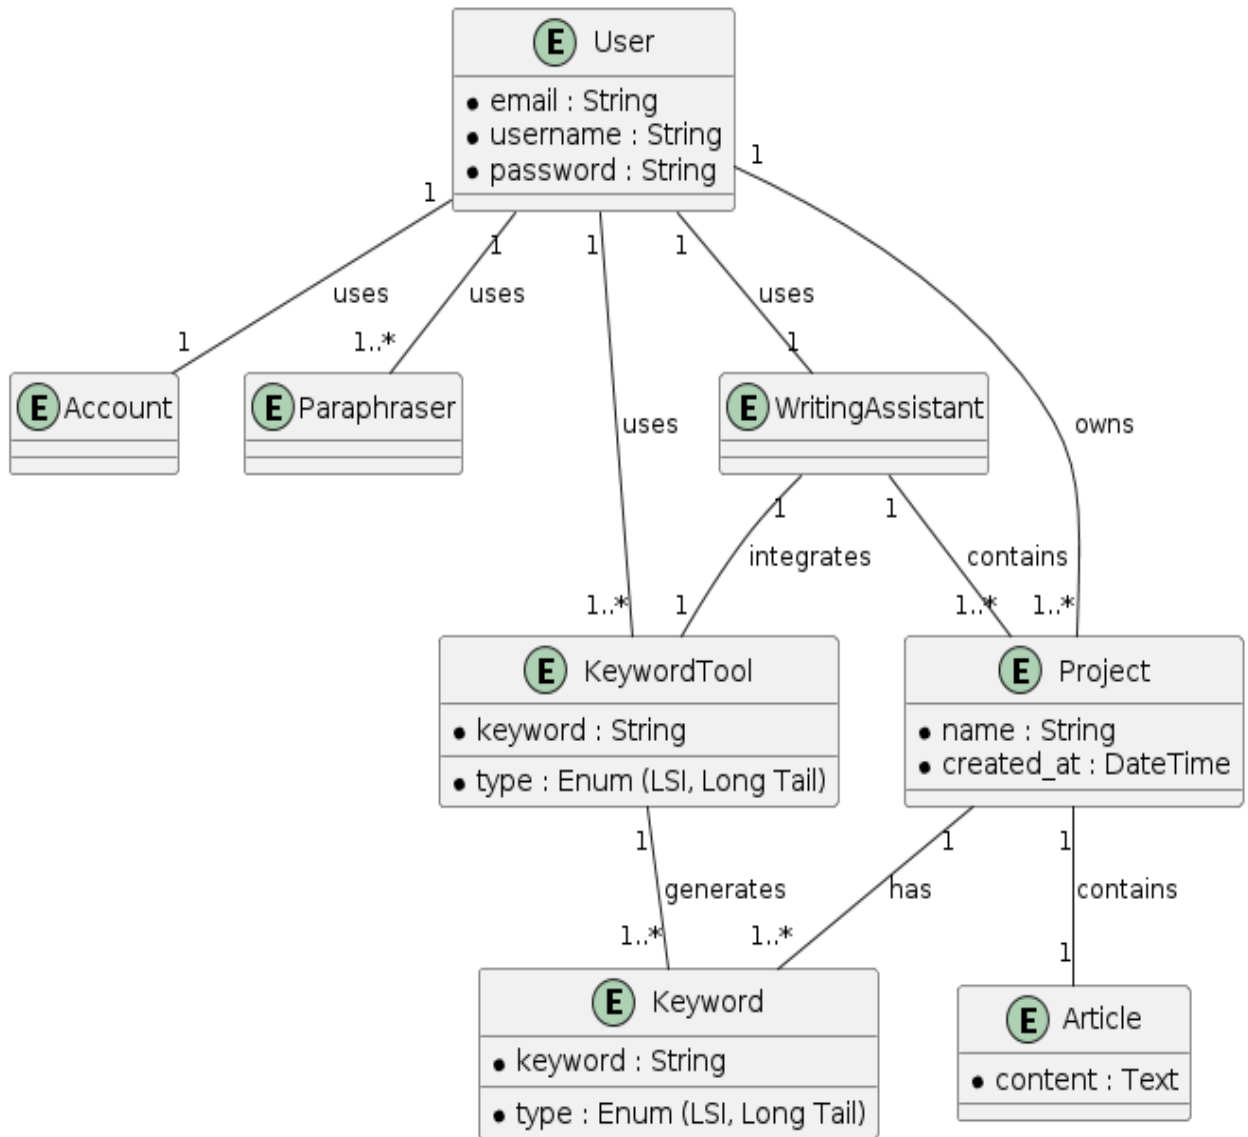 E User
email : String
username : String
password : String
1
1
1
1
1
uses
uses
uses
1
1..*
1
E Account
E Paraphraser
E WritingAssistant
uses
owns
1
1
integrates
contains
1..*
1
1..*
1..*
E KeywordTool
keyword : String
type : Enum (LSI, Long Tail)
E Project
name : String
created_at : DateTime
1
1
1
generates
has
contains
1..*
1..*
1
E Keyword
keyword : String
type : Enum (LSI, Long Tail)
E Article
content : Text